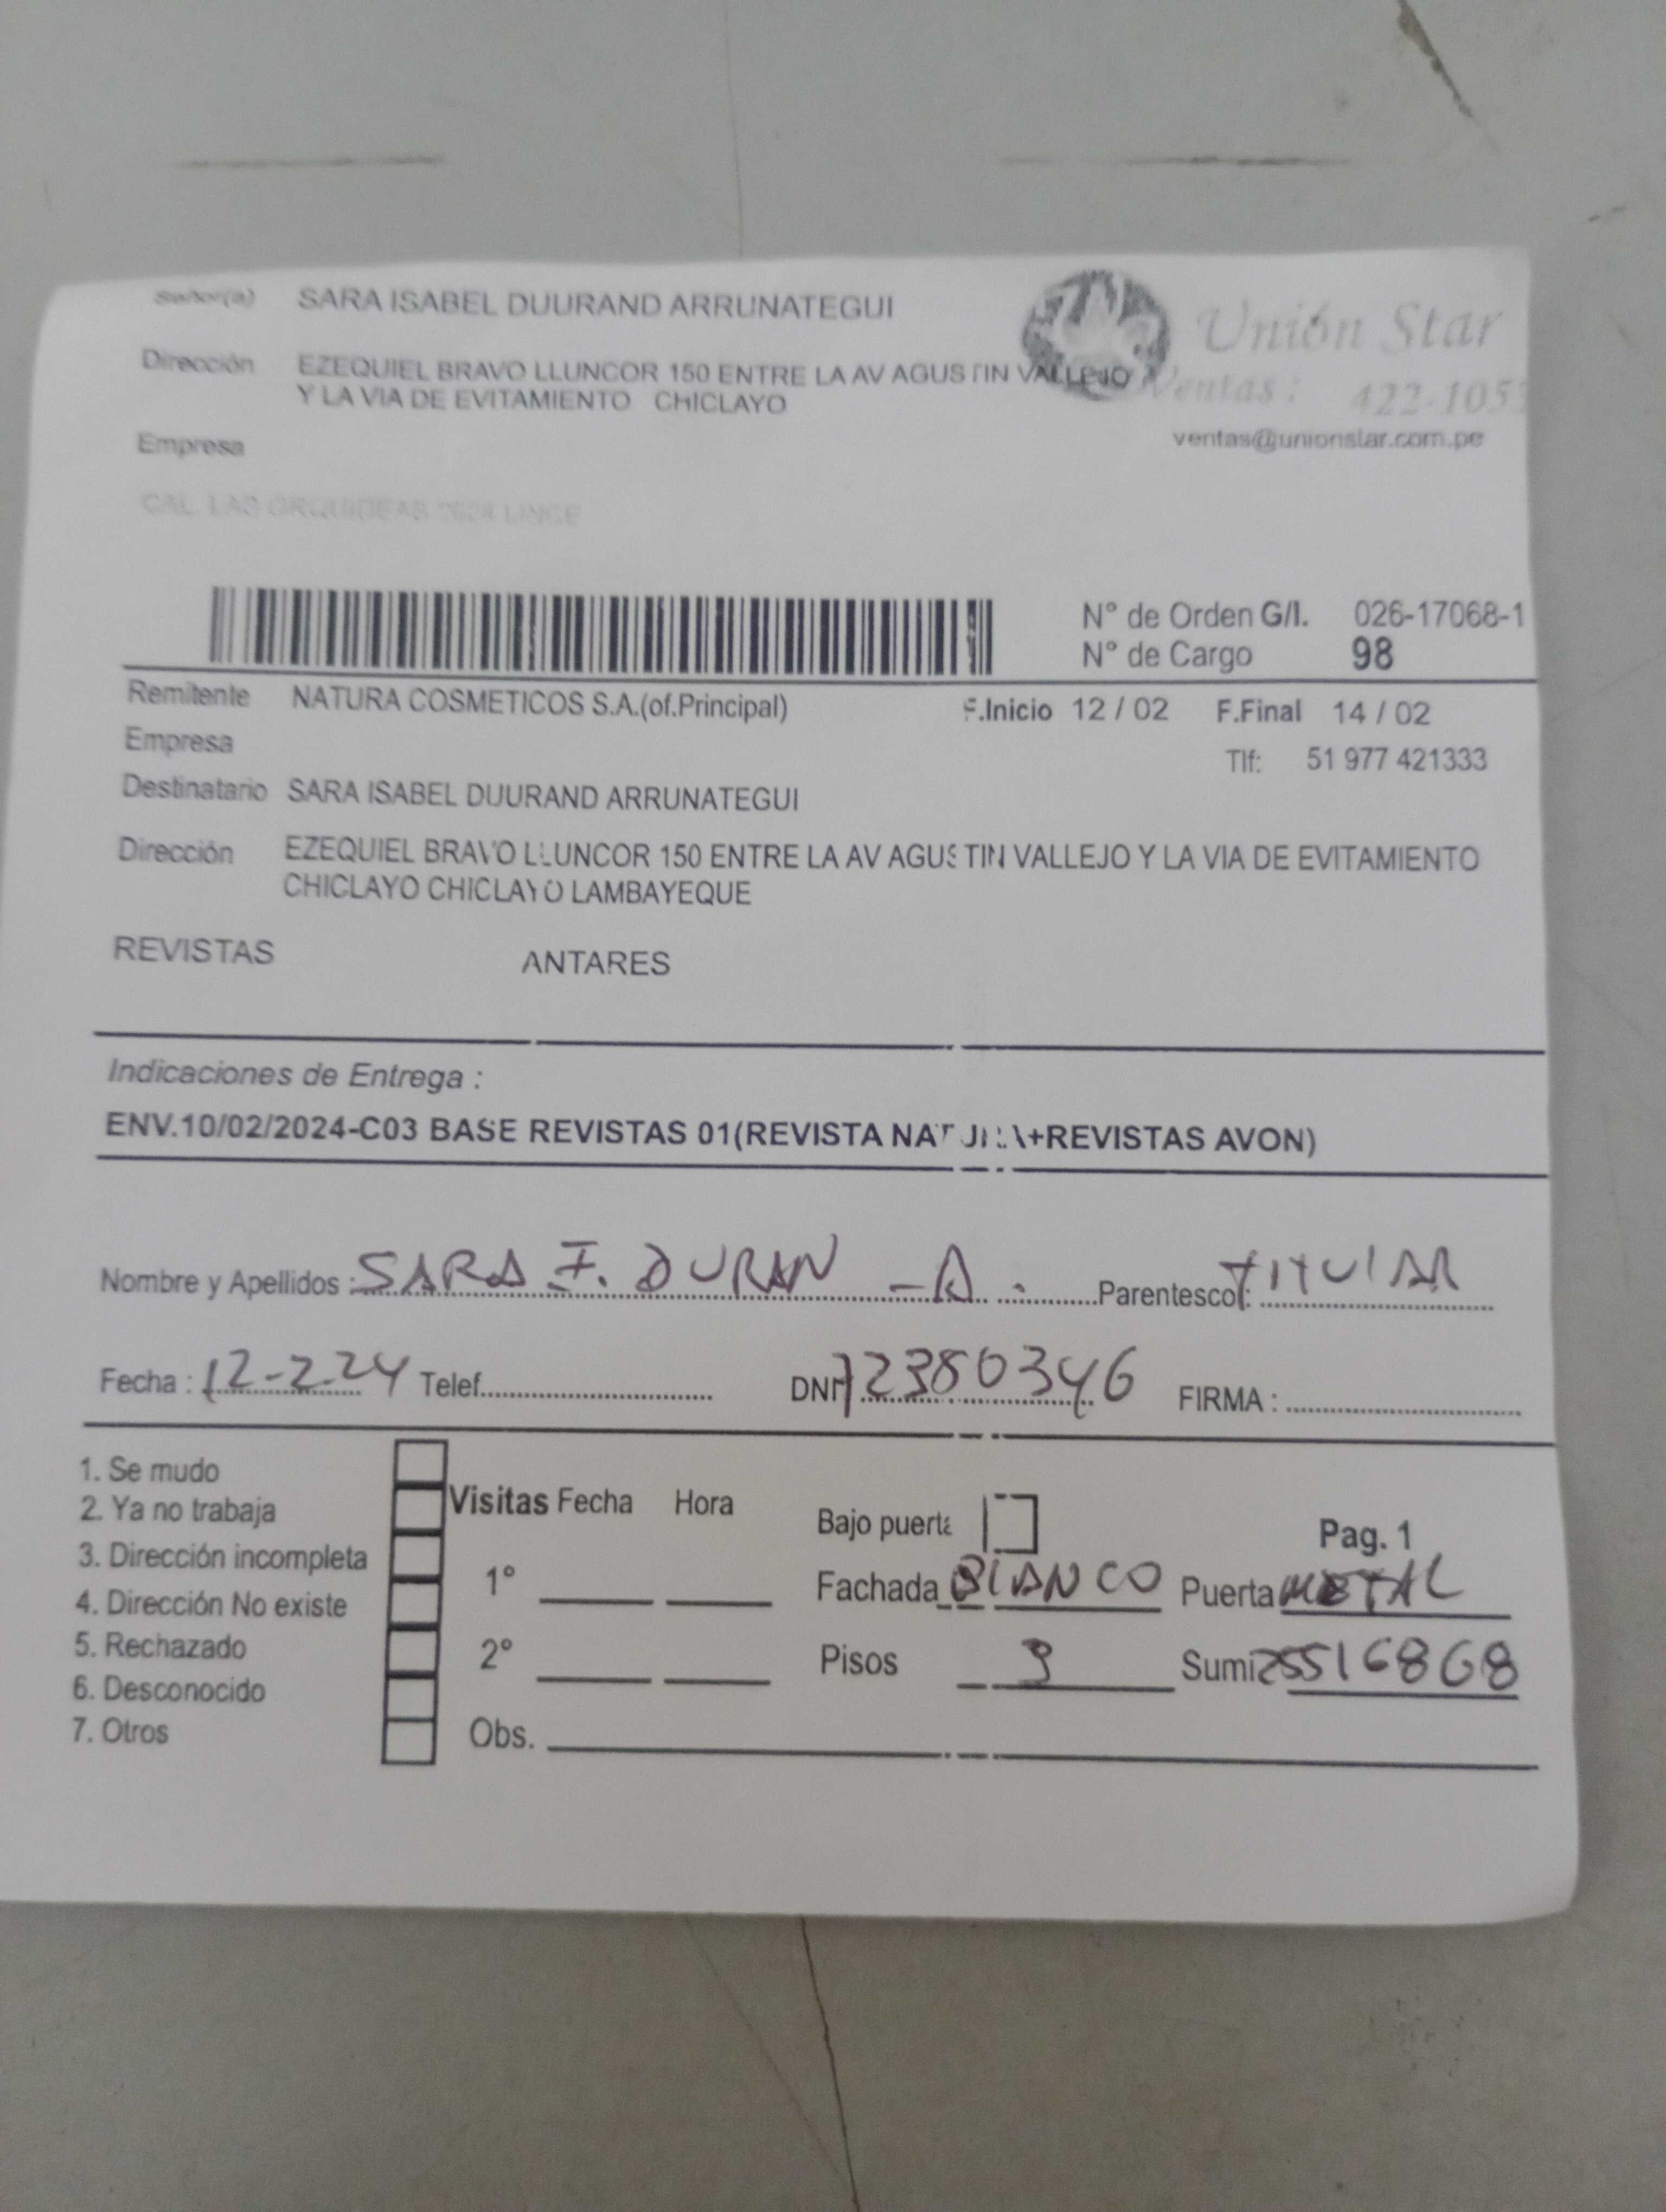 Señor(a) SARA ISABEL DUURAND ARRUNATEGUI
Unión Star
Dirección EZEQUIEL BRAVO LLUNCOR 150 ENTRE LA AV AGUSTIN VALLEJO
Y LA VIA DE EVITAMIENTO CHICLAYO
Ventas: 422-105
ventas@unionstar.com.pe
Empresa
CAL. LAS ORQUIDEAS LINCE
N° de Orden G/I. 026-17068-1
N° de Cargo 98
Remitente NATURA COSMETICOS S.A.(of.Principal) F.Inicio 12 / 02 F.Final 14 / 02
Empresa
Tlf: 51 977 421333
Destinatario SARA ISABEL DUURAND ARRUNATEGUI
Dirección EZEQUIEL BRAVO LLUNCOR 150 ENTRE LA AV AGUSTIN VALLEJO Y LA VIA DE EVITAMIENTO
CHICLAYO CHICLAYO LAMBAYEQUE
REVISTAS ANTARES
Indicaciones de Entrega :
ENV.10/02/2024-C03 BASE REVISTAS 01(REVISTA NATURA+REVISTAS AVON)
Nombre y Apellidos : SARA I. DURAN - A. Parentesco : TITULAR
Fecha : 12-2-24 Telef. DNI 72380346 FIRMA :
1. Se mudo
2. Ya no trabaja
3. Dirección incompleta
4. Dirección No existe
5. Rechazado
6. Desconocido
7. Otros
Visitas Fecha Hora
1°
2°
Obs.
Bajo puerta
Pag. 1
Fachada BLANCO Puerta METAL
Pisos 3 Sumi 25516868